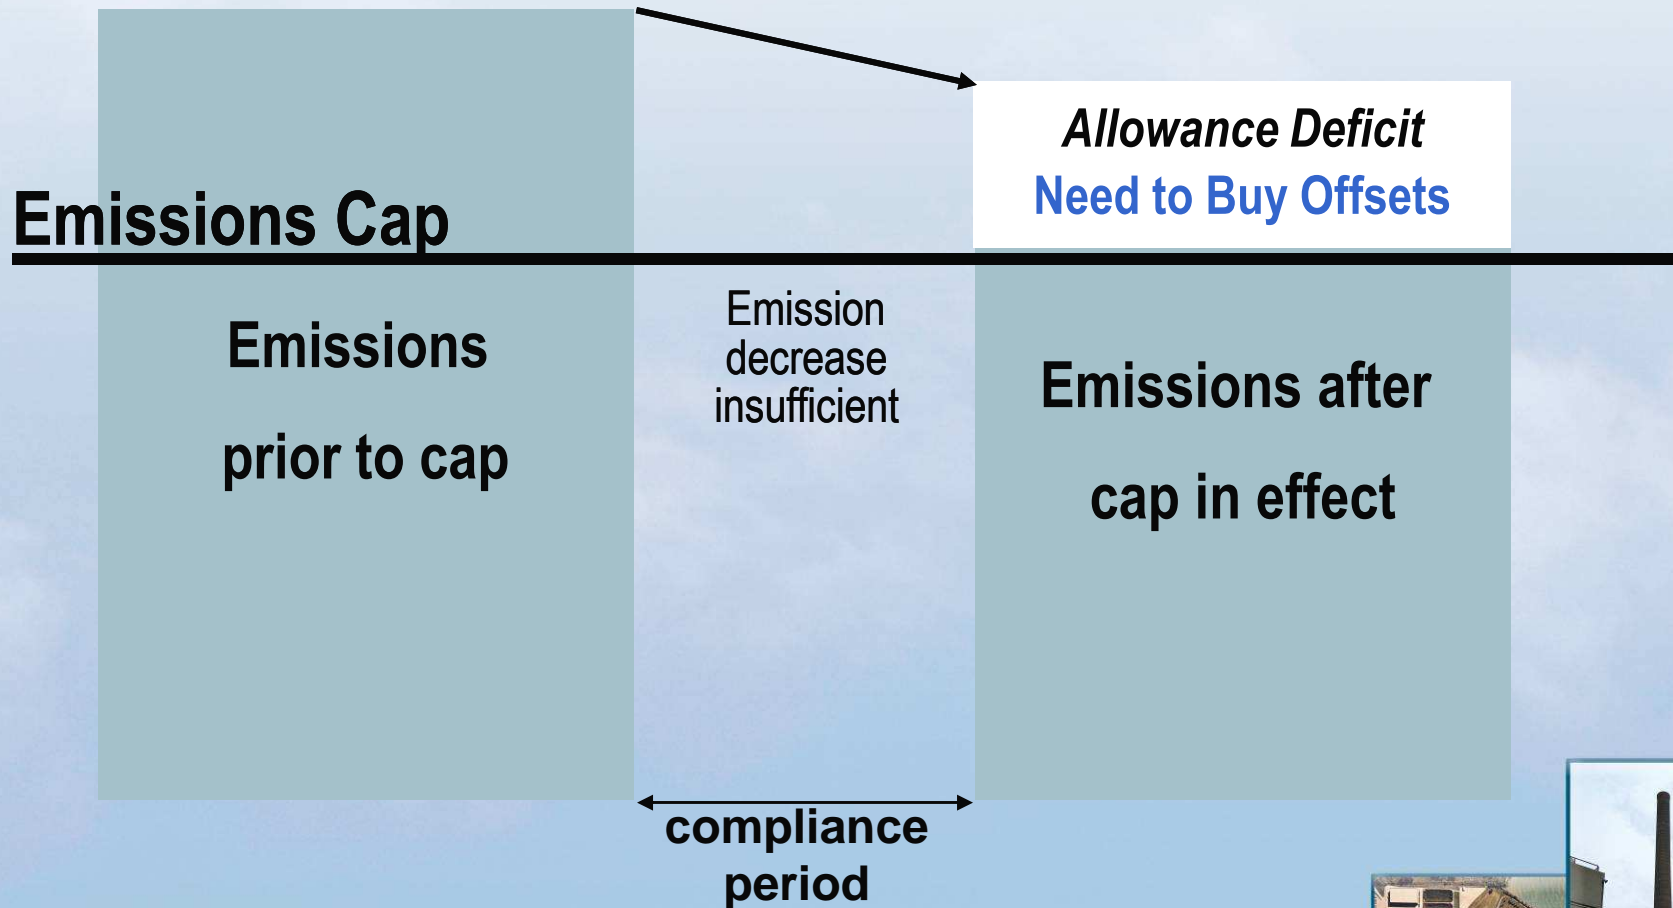 Allowance Deficit
Need to Buy Offsets
Emissions Cap
Emissions
prior to cap
Emission
decrease
insufficient
Emissions after
cap in effect
compliance
period